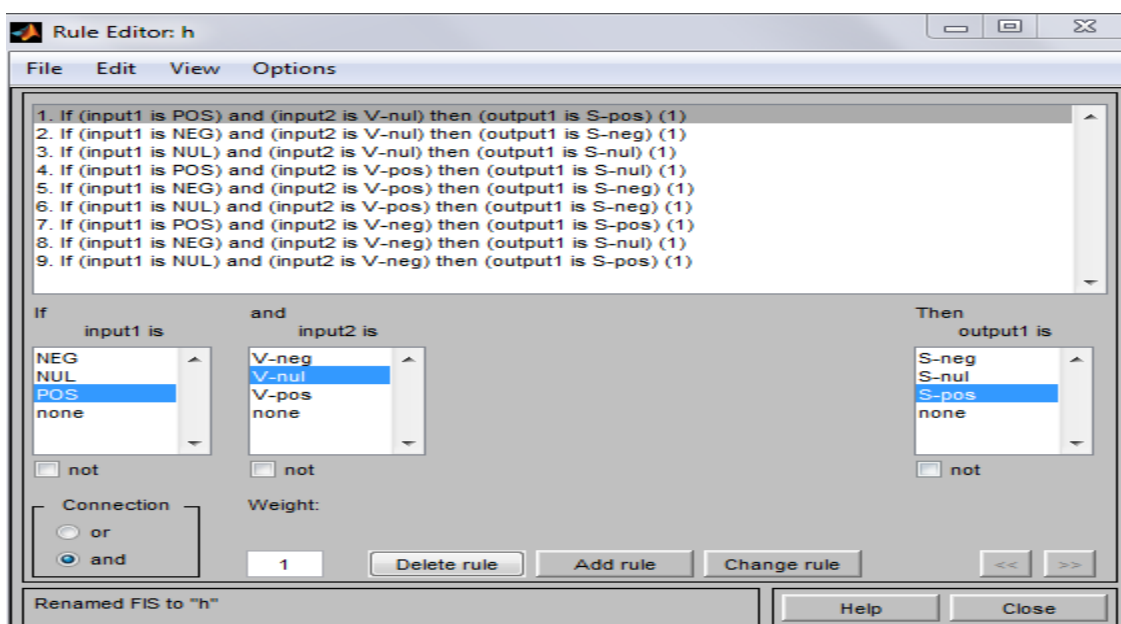 Rule Editor: h
File Edit View Options
1. If (input1 is POS) and (input2 is V-nul) then (output1 is S-pos) (1)
2. If (input1 is NEG) and (input2 is V-nul) then (output1 is S-neg) (1)
3. If (input1 is NUL) and (input2 is V-nul) then (output1 is S-nul) (1)
4. If (input1 is POS) and (input2 is V-pos) then (output1 is S-nul) (1)
5. If (input1 is NEG) and (input2 is V-pos) then (output1 is S-neg) (1)
6. If (input1 is NUL) and (input2 is V-pos) then (output1 is S-neg) (1)
7. If (input1 is POS) and (input2 is V-neg) then (output1 is S-pos) (1)
8. If (input1 is NEG) and (input2 is V-neg) then (output1 is S-nul) (1)
9. If (input1 is NUL) and (input2 is V-neg) then (output1 is S-pos) (1)
If and Then
input1 is input2 is output1 is
NEG V-neg S-neg
NUL V-nul S-nul
POS V-pos S-pos
none none none
not not not
Connection Weight:
or
and 1 Delete rule Add rule Change rule << >>
Renamed FIS to "h" Help Close